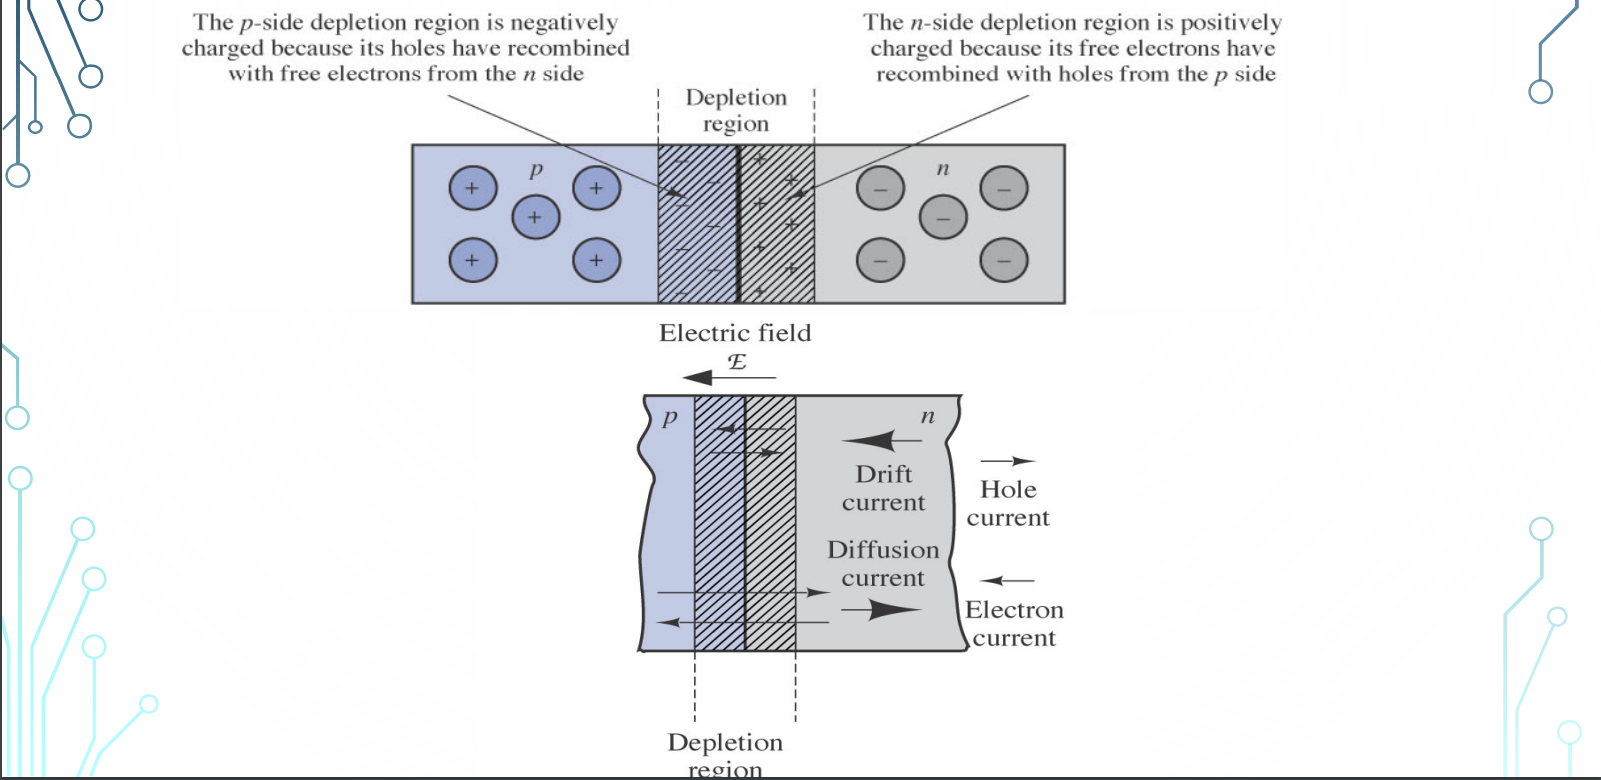 The p-side depletion region is negatively
charged because its holes have recombined
with free electrons from the n side
The n-side depletion region is positively
charged because its free electrons have
recombined with holes from the p side
Depletion
region
p
n
+
+
+
+
+
−
−
−
−
−
Electric field
ℰ
p
n
Drift
current
Hole
current
Diffusion
current
Electron
current
Depletion
region